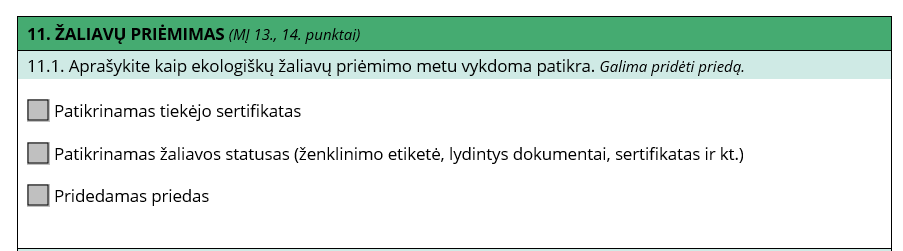 11. ŽALIAVŲ PRIĖMIMAS (MĮ 13., 14. punktai)
11.1. Aprašykite kaip ekologiškų žaliavų priėmimo metu vykdoma patikra. Galima pridėti priedą.
Patikrinamas tiekėjo sertifikatas
Patikrinamas žaliavos statusas (ženklinimo etiketė, lydintys dokumentai, sertifikatas ir kt.)
Pridedamas priedas